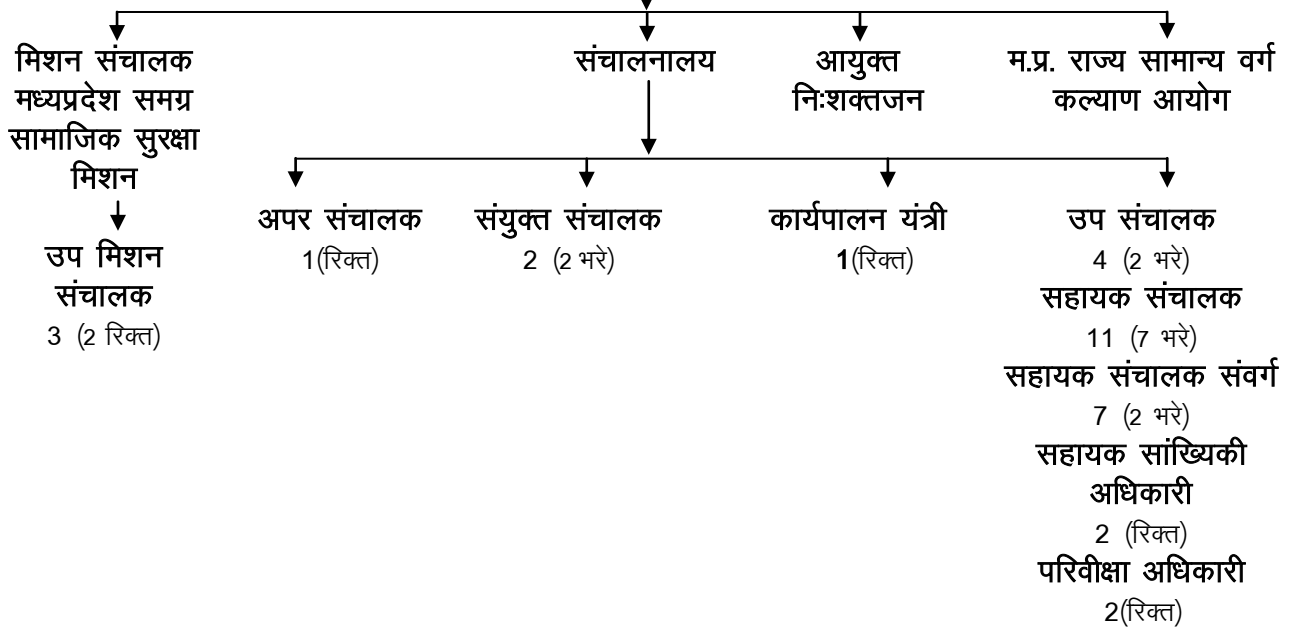 मिशन संचालक
मध्यप्रदेश समग्र
सामाजिक सुरक्षा
मिशन
उप मिशन
संचालक
3 (2 रिक्त)
संचालनालय
आयुक्त
निःशक्तजन
म.प्र. राज्य सामान्य वर्ग
कल्याण आयोग
अपर संचालक
1(रिक्त)
संयुक्त संचालक
2 (2 भरे)
कार्यपालन यंत्री
1(रिक्त)
उप संचालक
4 (2 भरे)
सहायक संचालक
11 (7 भरे)
सहायक संचालक संवर्ग
7 (2 भरे)
सहायक सांख्यिकी
अधिकारी
2 (रिक्त)
परिवीक्षा अधिकारी
2(रिक्त)